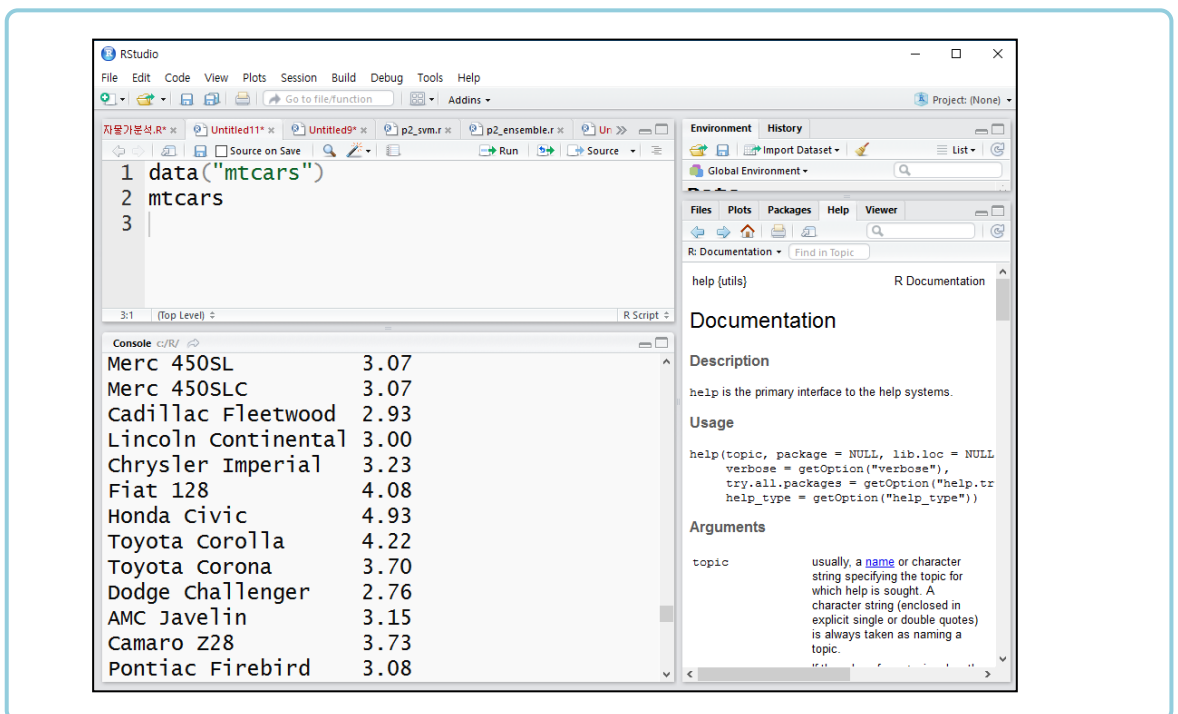 RStudio
File Edit Code View Plots Session Build Debug Tools Help
Go to file/function Addins Project: (None)
자뭋가분석.R* Untitled11* Untitled9* p2_svm.r p2_ensemble.r Un
Source on Save Run Source
1 data("mtcars")
2 mtcars
3
3:1 (Top Level) R Script
Console c:/R/
Merc 450SL 3.07
Merc 450SLC 3.07
Cadillac Fleetwood 2.93
Lincoln Continental 3.00
Chrysler Imperial 3.23
Fiat 128 4.08
Honda Civic 4.93
Toyota Corolla 4.22
Toyota Corona 3.70
Dodge Challenger 2.76
AMC Javelin 3.15
Camaro Z28 3.73
Pontiac Firebird 3.08
Environment History
Import Dataset List
Global Environment
Files Plots Packages Help Viewer
R: Documentation Find in Topic
help {utils} R Documentation
Documentation
Description
help is the primary interface to the help systems.
Usage
help(topic, package = NULL, lib.loc = NULL
verbose = getOption("verbose"),
try.all.packages = getOption("help.tr
help_type = getOption("help_type"))
Arguments
topic usually, a name or character
string specifying the topic for
which help is sought. A
character string (enclosed in
explicit single or double quotes)
is always taken as naming a
topic.